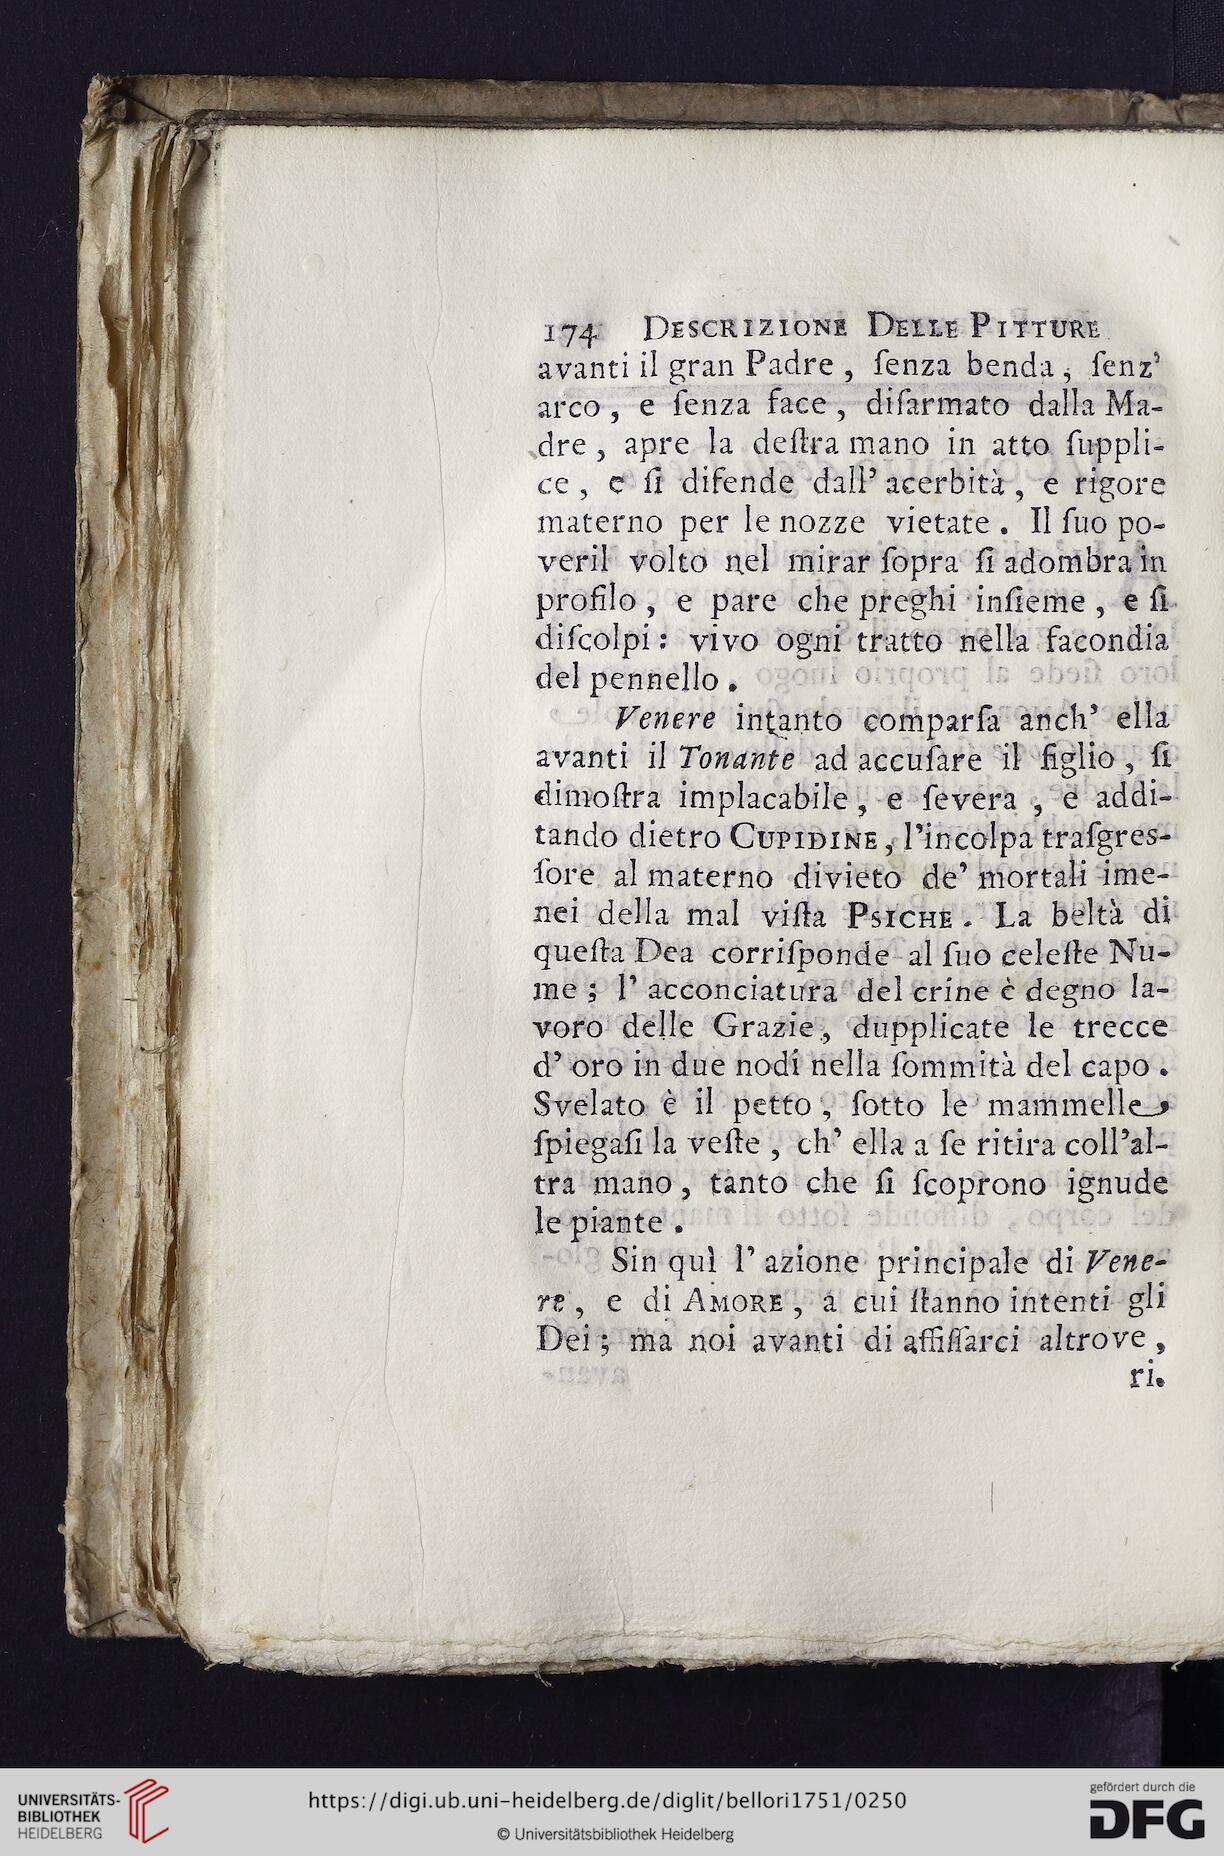 174 DESCRIZIONE DELLE PITTURE
avanti il gran Padre, ſenza benda, ſenz'
arco, e ſenza face, diſarmato dalla Ma-
dre, apre la deſtra mano in atto ſuppli-
ce, e ſi difende dall' acerbità, e rigore
materno per le nozze vietate. Il ſuo po-
veril volto nel mirar ſopra ſi adombra in
profilo, e pare che preghi inſieme, e ſi
diſcolpi: vivo ogni tratto nella facondia
del pennello.
Venere intanto comparſa anch' ella
avanti il Tonante ad accuſare il figlio, ſi
dimoſtra implacabile, e ſevera, e addi-
tando dietro CUPIDINE, l'incolpa traſgreſ-
ſore al materno divieto de' mortali ime-
nei della mal viſta PSICHE. La beltà di
queſta Dea corriſponde al ſuo celeſte Nu-
me; l' acconciatura del crine è degno la-
voro delle Grazie, dupplicate le trecce
d' oro in due nodi nella ſommità del capo.
Svelato è il petto, ſotto le mammelle,
ſpiegaſi la veſte, ch' ella a ſe ritira coll'al-
tra mano, tanto che ſi ſcoprono ignude
le piante.
Sin quì l' azione principale di Vene-
re, e di AMORE, a cui ſtanno intenti gli
Dei; ma noi avanti di affiſſarci altrove,
ri-
UNIVERSITÄTS-
BIBLIOTHEK
HEIDELBERG
https://digi.ub.uni-heidelberg.de/diglit/bellori1751/0250
© Universitätsbibliothek Heidelberg
gefördert durch die
DFG